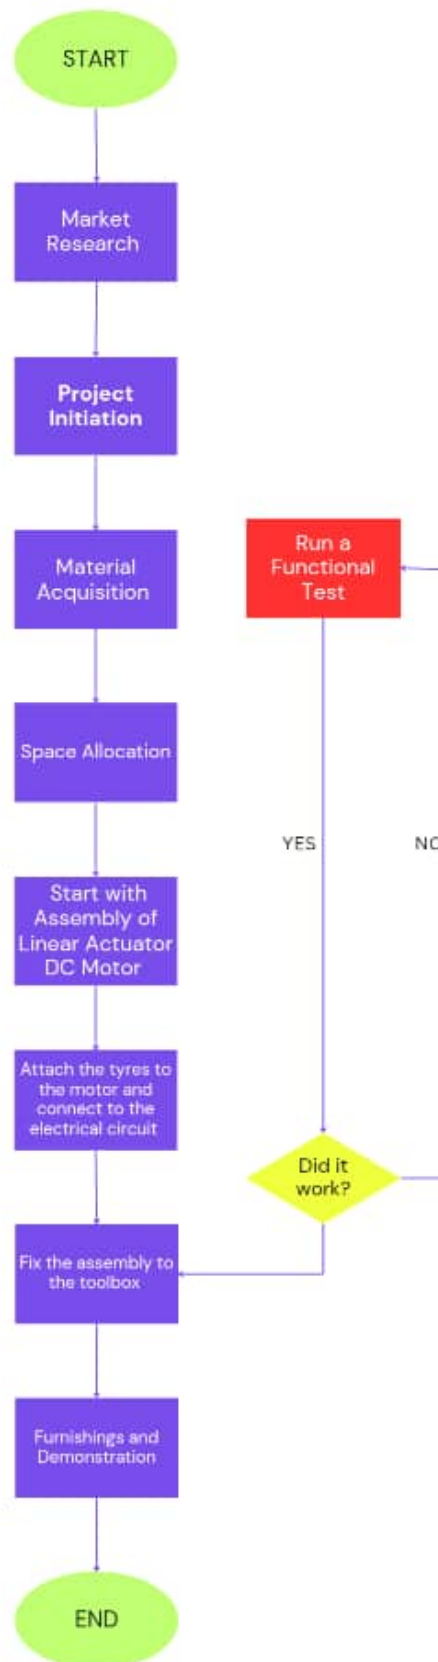 START
Market
Research
Project
Initiation
Material
Acquisition
Run a
Functional
Test
Space Allocation
YES
NO
Start with
Assembly of
Linear Actuator
DC Motor
Attach the tyres to
the motor and
connect to the
electrical circuit
Did it
work?
Fix the assembly to
the toolbox
Furnishings and
Demonstration
END